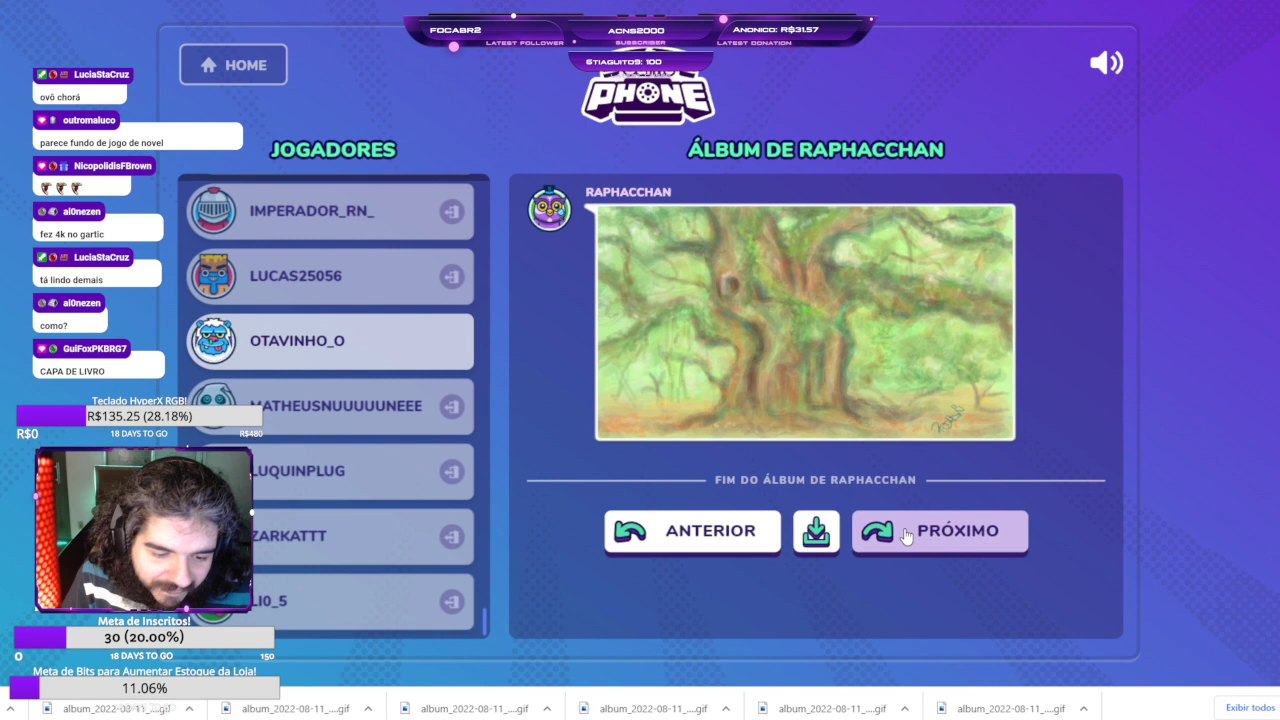 FOCABR2
LATEST FOLLOWER
ACNS2000
SUBSCRIBER
ANONICO: R$31.57
LATEST DONATION
6TIAGUITO9: 100
HOME
PHONE
LuciaStaCruz
ovô chorá
outromaluco
parece fundo de jogo de novel
NicopolidisFBrown
al0nezen
fez 4k no gartic
LuciaStaCruz
tá lindo demais
al0nezen
como?
GuiFoxPKBRG7
CAPA DE LIVRO
Teclado HyperX RGB!
R$135.25 (28.18%)
R$0
18 DAYS TO GO
R$480
Meta de Inscritos!
30 (20.00%)
0
18 DAYS TO GO
150
Meta de Bits para Aumentar Estoque da Loja!
11.06%
JOGADORES
IMPERADOR_RN_
LUCAS25056
OTAVINHO_O
MATHEUSNUUUUUNEEE
LUQUINPLUG
ZARKATTT
LI0_5
ÁLBUM DE RAPHACCHAN
RAPHACCHAN
FIM DO ÁLBUM DE RAPHACCHAN
ANTERIOR
PRÓXIMO
album_2022-08-11_....gif
album_2022-08-11_....gif
album_2022-08-11_....gif
album_2022-08-11_....gif
album_2022-08-11_....gif
album_2022-08-11_....gif
Exibir todos